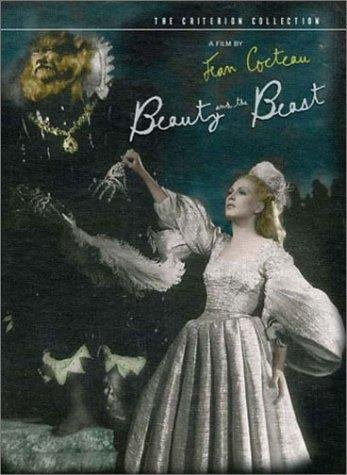 THE CRITERION COLLECTION
A FILM BY
Jean Cocteau
Beauty and the Beast